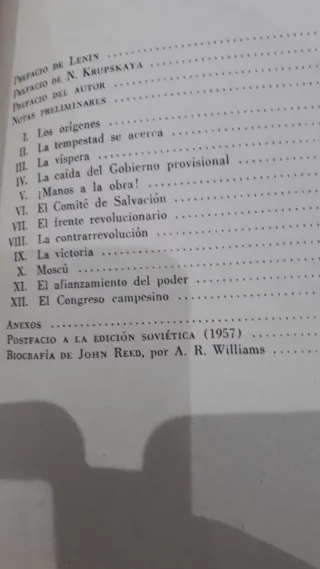 Prefacio de Lenin ...............
Prefacio de N. Krupskaya ...............
Prefacio del autor ...............
Notas preliminares ...............
I. Los orígenes ...............
II. La tempestad se acerca ...............
III. La víspera ...............
IV. La caída del Gobierno provisional
V. ¡Manos a la obra! ...............
VI. El Comité de Salvación ...............
VII. El frente revolucionario ...............
VIII. La contrarrevolución ...............
IX. La victoria ...............
X. Moscú ...............
XI. El afianzamiento del poder ...............
XII. El Congreso campesino ...............
Anexos ...............
Postfacio a la edición soviética (1957) ...............
Biografía de John Reed, por A. R. Williams ...............